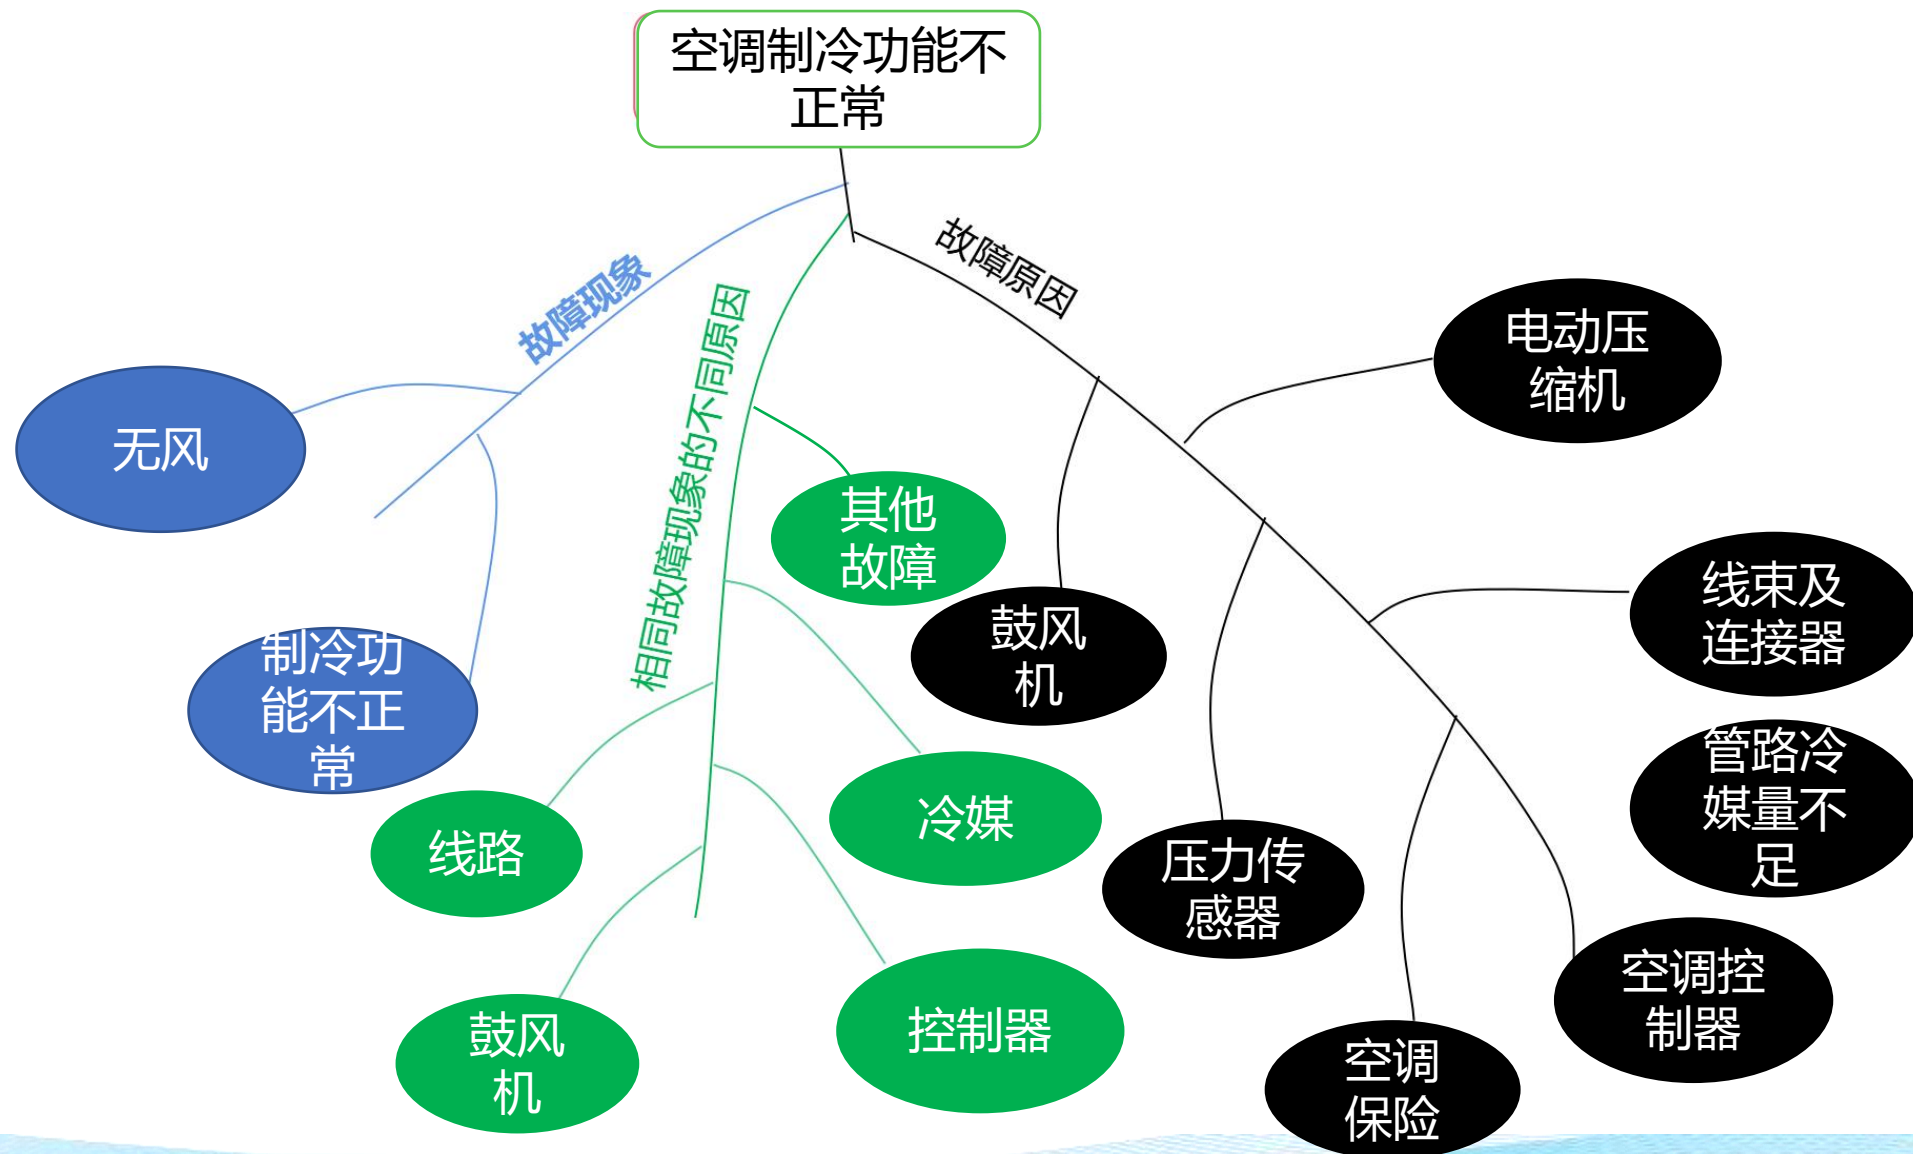 空调制冷功能不
正常
故障现象
相同故障现象的不同原因
故障原因
无风
制冷功
能不正
常
其他
故障
冷媒
线路
控制器
鼓风
机
电动压
缩机
鼓风
机
线束及
连接器
管路冷
媒量不
足
压力传
感器
空调控
制器
空调
保险